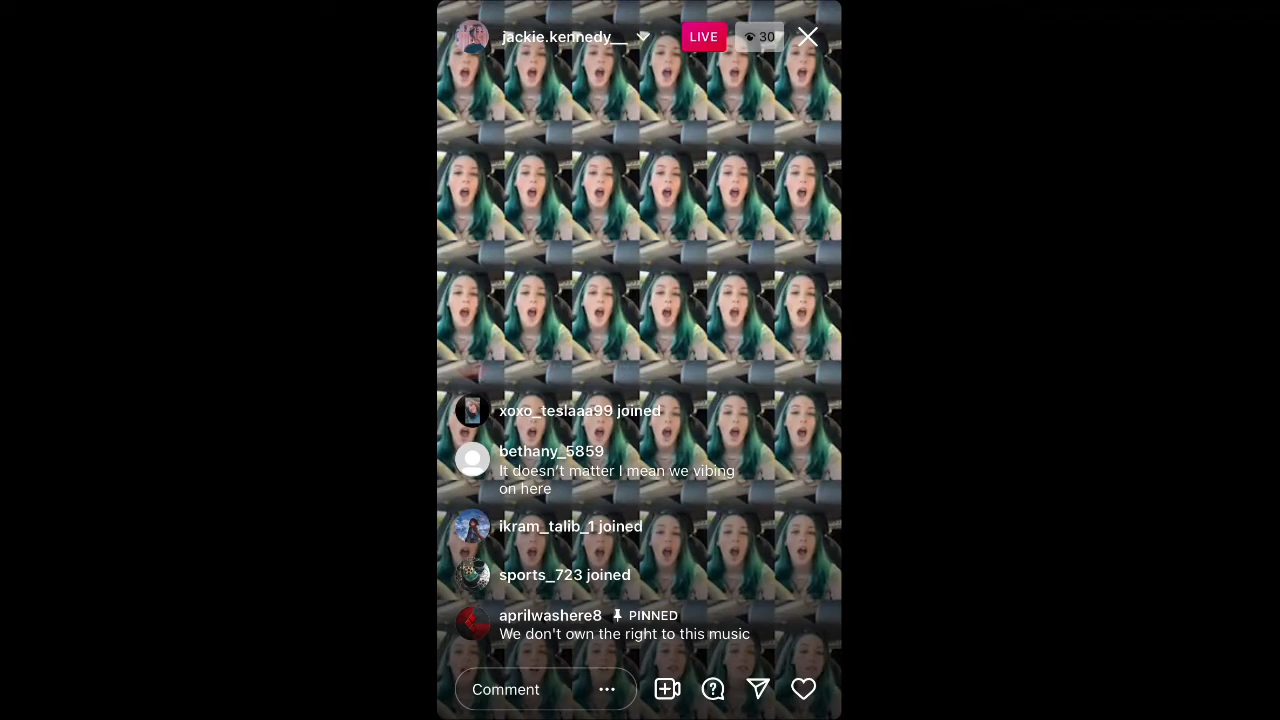 jackie.kennedy__
LIVE
30
xoxo_teslaaa99 joined
bethany_5859
It doesn't matter I mean we vibing
on here
ikram_talib_1 joined
sports_723 joined
aprilwashere8 PINNED
We don't own the right to this music
Comment